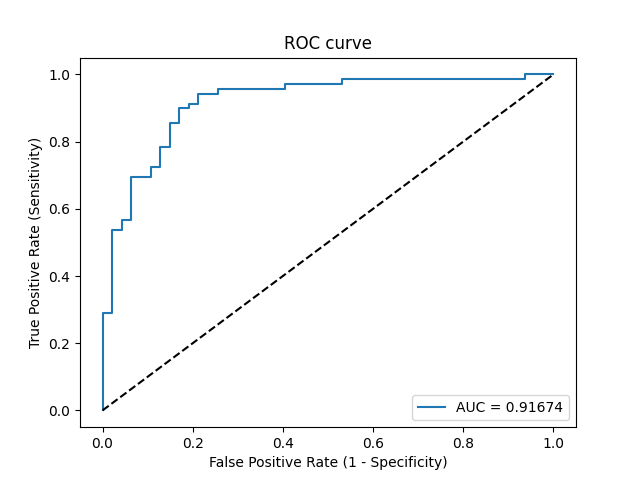 ROC curve
True Positive Rate (Sensitivity)
1.0
0.8
0.6
0.4
0.2
0.0
AUC = 0.91674
0.0 0.2 0.4 0.6 0.8 1.0
False Positive Rate (1 - Specificity)